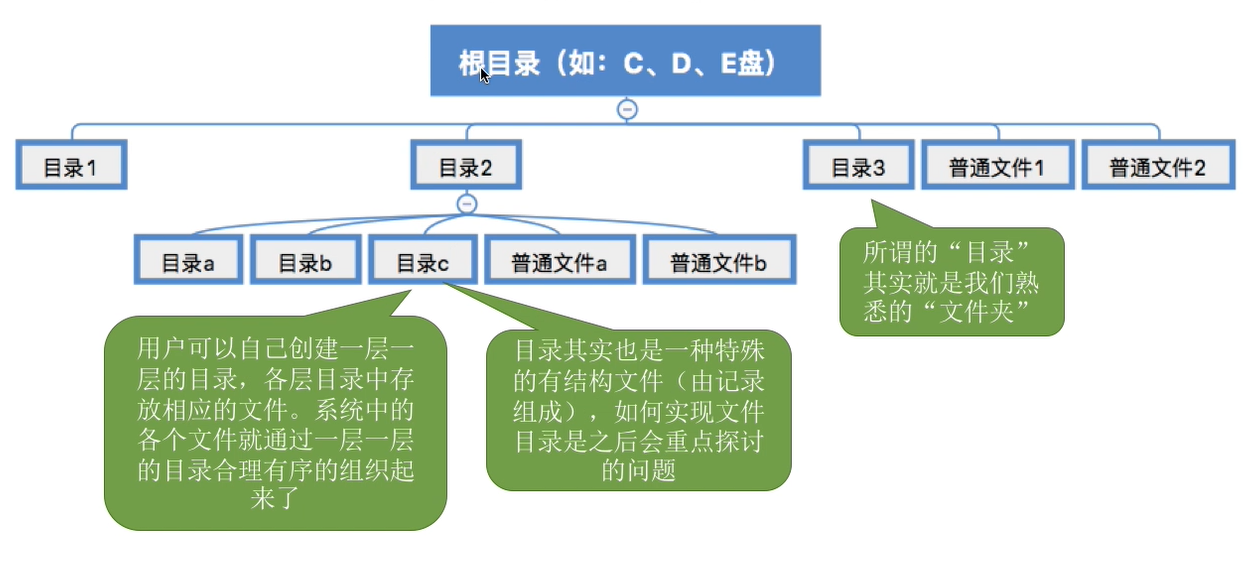 根目录（如：C、D、E盘）
目录1
目录2
目录3
普通文件1
普通文件2
目录a
目录b
目录c
普通文件a
普通文件b
所谓的“目录”
其实就是我们熟
悉的“文件夹”
用户可以自己创建一层一
层的目录，各层目录中存
放相应的文件。系统中的
各个文件就通过一层一层
的目录合理有序的组织起
来了
目录其实也是一种特殊
的有结构文件（由记录
组成），如何实现文件
目录是之后会重点探讨
的问题